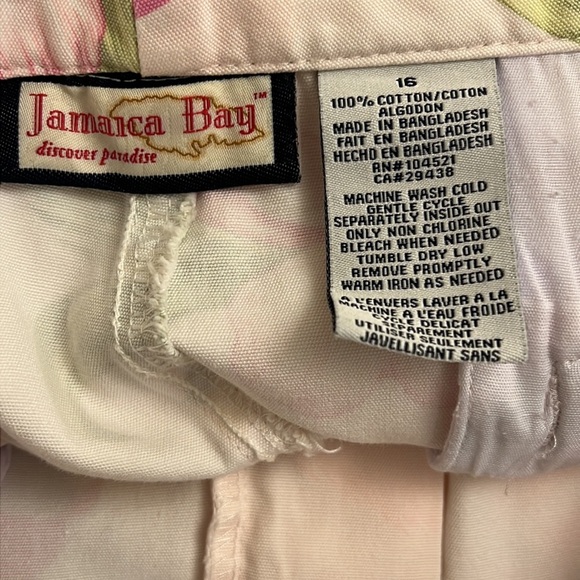 Jamaica Bay™
discover paradise
16
100% COTTON/COTON
ALGODON
MADE IN BANGLADESH
FAIT EN BANGLADESH
HECHO EN BANGLADESH
RN#104521
CA#29438
MACHINE WASH COLD
GENTLE CYCLE
SEPARATELY INSIDE OUT
ONLY NON CHLORINE
BLEACH WHEN NEEDED
TUMBLE DRY LOW
REMOVE PROMPTLY
WARM IRON AS NEEDED
A L'ENVERS LAVER A LA
MACHINE A L'EAU FROIDE
CYCLE DELICAT
SEPAREMENT
UTILISER SEULEMENT
JAVELLISANT SANS